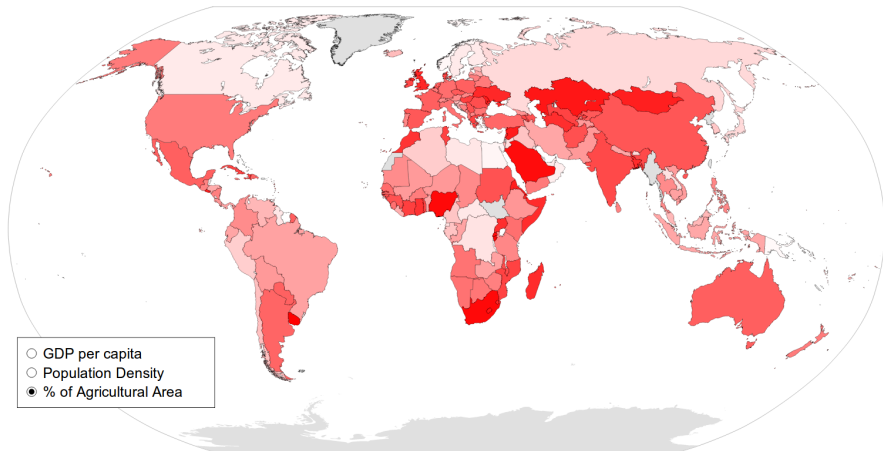 GDP per capita
Population Density
% of Agricultural Area